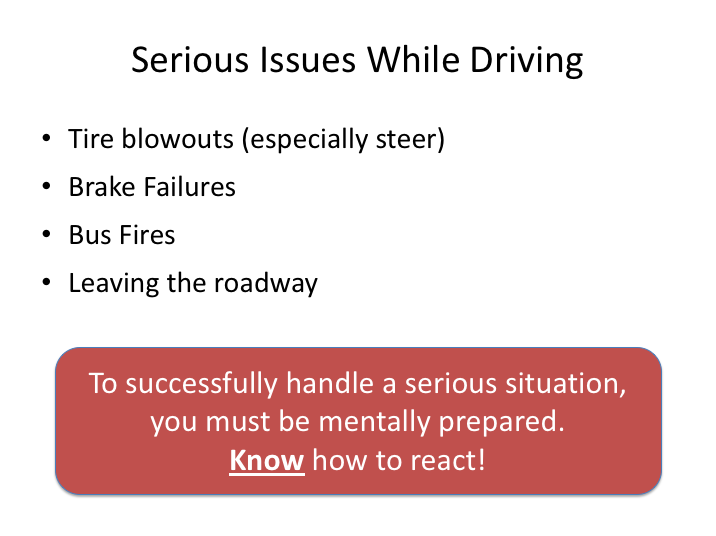 Serious Issues While Driving
• Tire blowouts (especially steer)
• Brake Failures
• Bus Fires
• Leaving the roadway
To successfully handle a serious situation,
you must be mentally prepared.
Know how to react!